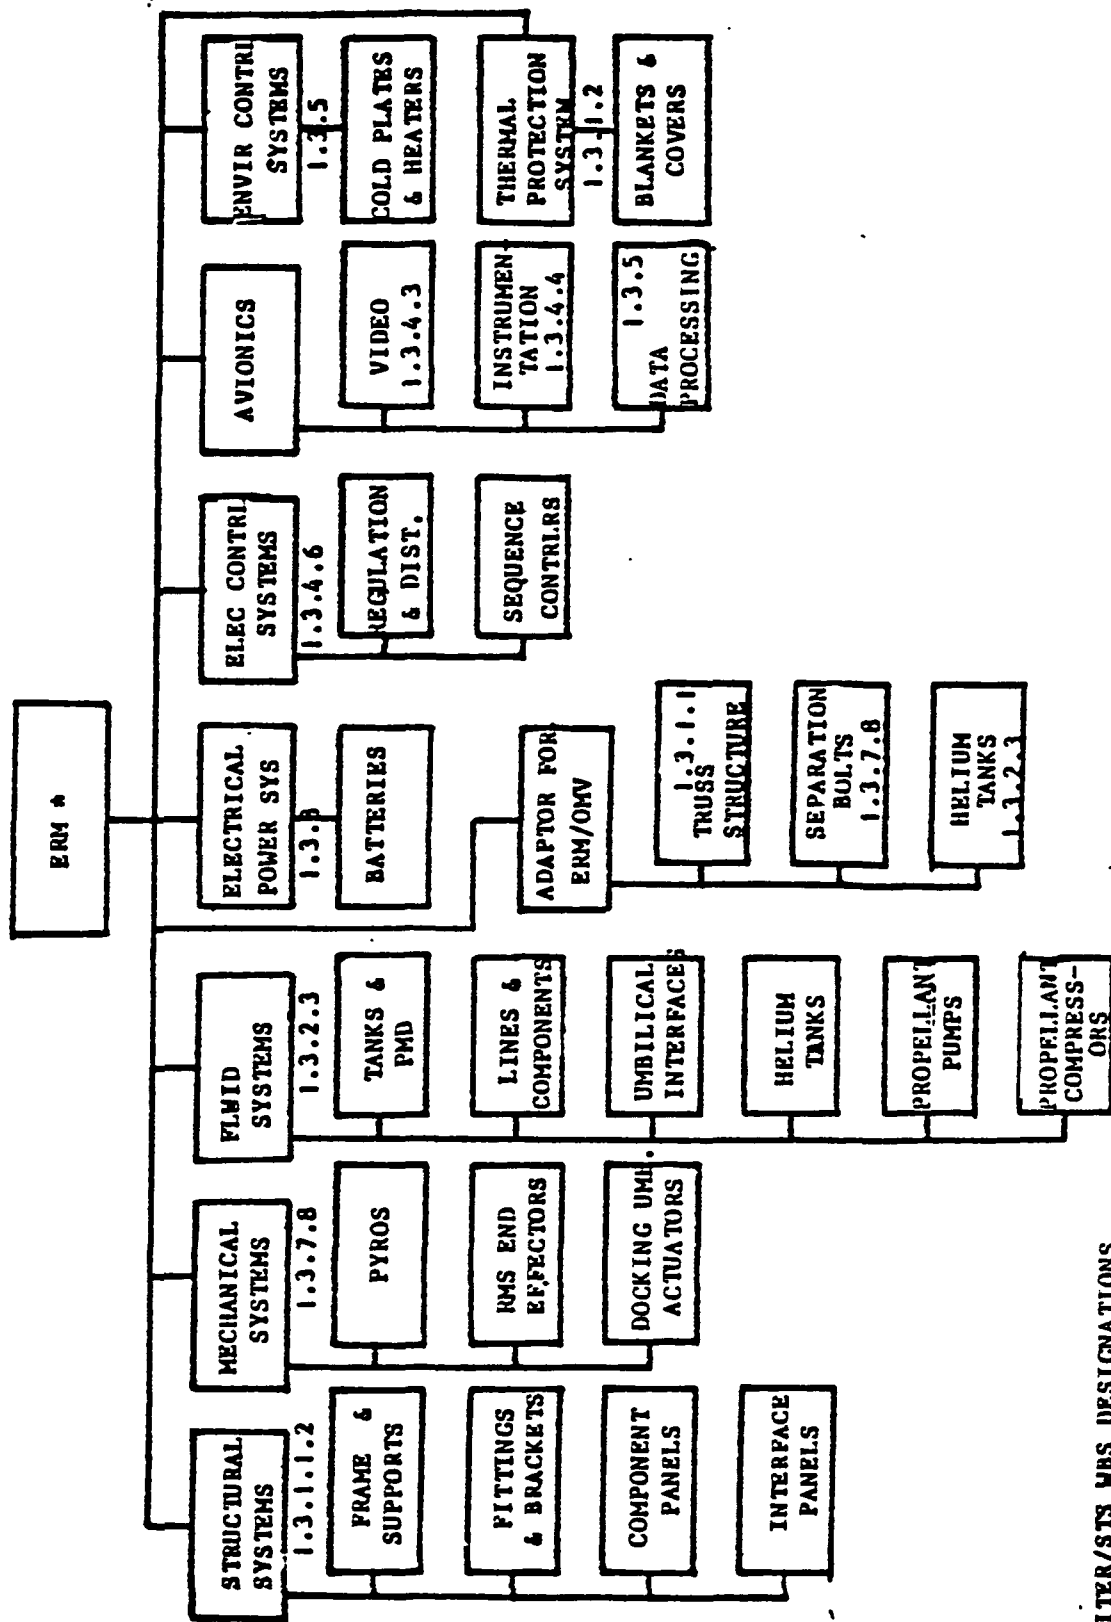 ERM *
STRUCTURAL
SYSTEMS
1.3.1.1.2
FRAME &
SUPPORTS
FITTINGS
& BRACKETS
COMPONENT
PANELS
INTERFACE
PANELS
MECHANICAL
SYSTEMS
1.3.7.8
PYROS
RMS END
EFFECTORS
DOCKING UMB.
ACTUATORS
FLWID
SYSTEMS
1.3.2.3
TANKS &
PMD
LINES &
COMPONENTS
UMBILICAL
INTERFACES
HELIUM
TANKS
PROPELLANT
PUMPS
PROPELLANT
COMPRESS-
ORS
ELECTRICAL
POWER SYS
1.3.3
BATTERIES
ADAPTOR FOR
ERM/OMV
1.3.1.1
TRUSS
STRUCTURE
SEPARATION
BOLTS
1.3.7.8
HELIUM
TANKS
1.3.2.3
ELEC CONTRL
SYSTEMS
1.3.4.6
REGULATION
& DIST.
SEQUENCE
CONTRLRS
AVIONICS
VIDEO
1.3.4.3
INSTRUMEN-
TATION
1.3.4.4
1.3.5
DATA
PROCESSING
ENVIR CONTRL
SYSTEMS
1.3.5
COLD PLATES
& HEATERS
THERMAL
PROTECTION
SYSTEM
1.3.1.2
BLANKETS &
COVERS
LTER/STS WBS DESIGNATIONS